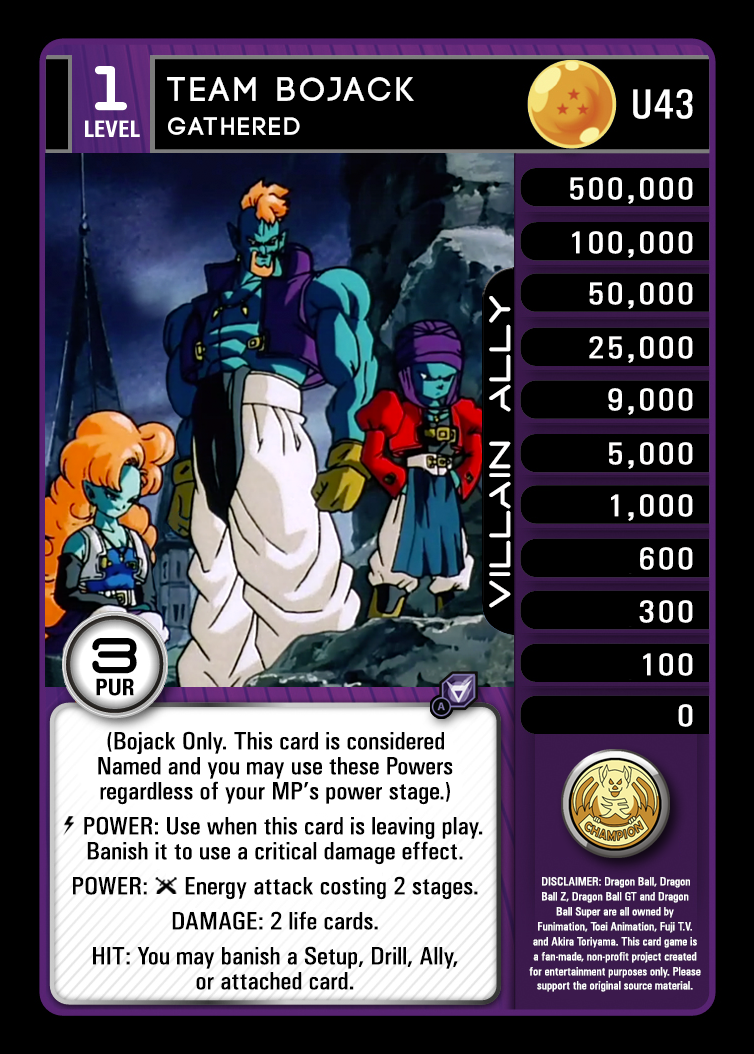 1
LEVEL
TEAM BOJACK
GATHERED
U43
500,000
100,000
50,000
25,000
9,000
5,000
1,000
600
300
100
0
VILLAIN ALLY
3
PUR
A
(Bojack Only. This card is considered
Named and you may use these Powers
regardless of your MP's power stage.)
POWER: Use when this card is leaving play.
Banish it to use a critical damage effect.
POWER: Energy attack costing 2 stages.
DAMAGE: 2 life cards.
HIT: You may banish a Setup, Drill, Ally,
or attached card.
CHAMPION
DISCLAIMER: Dragon Ball, Dragon
Ball Z, Dragon Ball GT and Dragon
Ball Super are all owned by
Funimation, Toei Animation, Fuji T.V.
and Akira Toriyama. This card game is
a fan-made, non-profit project created
for entertainment purposes only. Please
support the original source material.